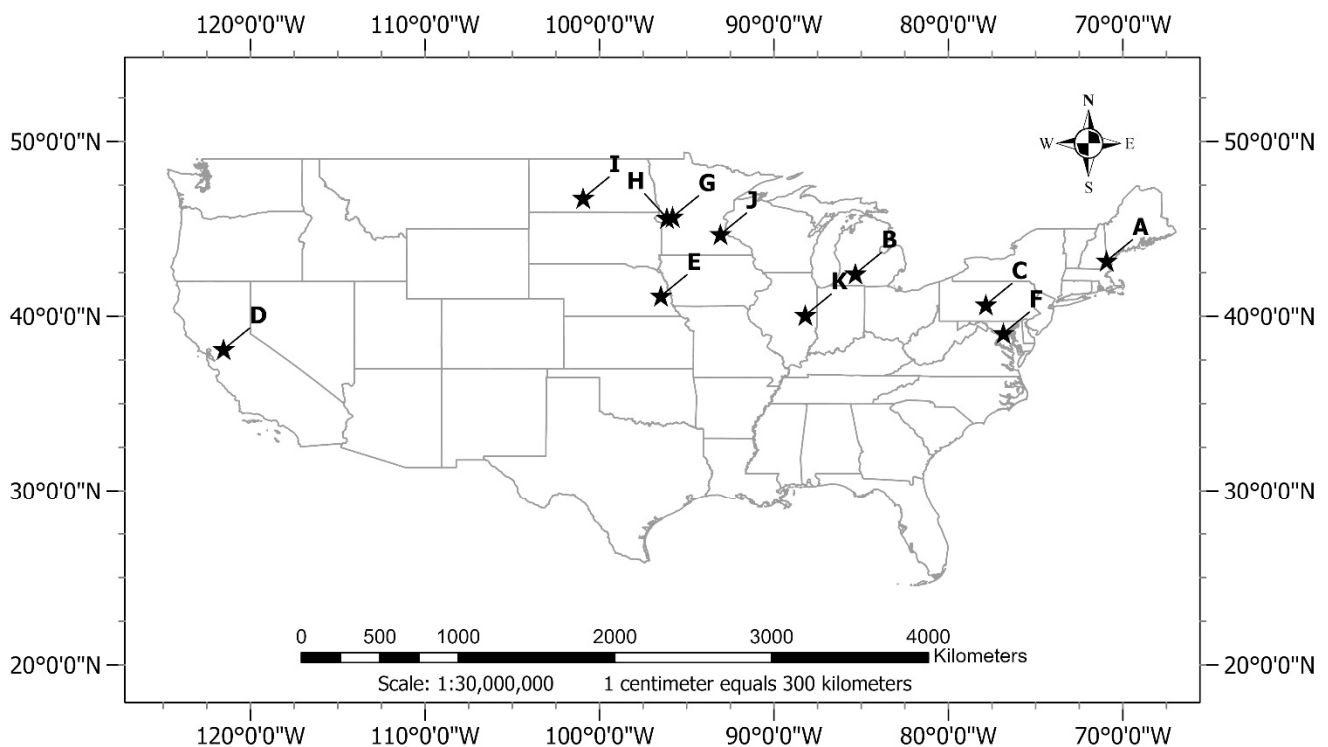 120°0'0"W 110°0'0"W 100°0'0"W 90°0'0"W 80°0'0"W 70°0'0"W
N
W E
S
50°0'0"N 50°0'0"N
I
H G
J
A
B
E
C
K
F
D
40°0'0"N 40°0'0"N
30°0'0"N 30°0'0"N
0 500 1000 2000 3000 4000
Kilometers
20°0'0"N 20°0'0"N
Scale: 1:30,000,000 1 centimeter equals 300 kilometers
120°0'0"W 110°0'0"W 100°0'0"W 90°0'0"W 80°0'0"W 70°0'0"W